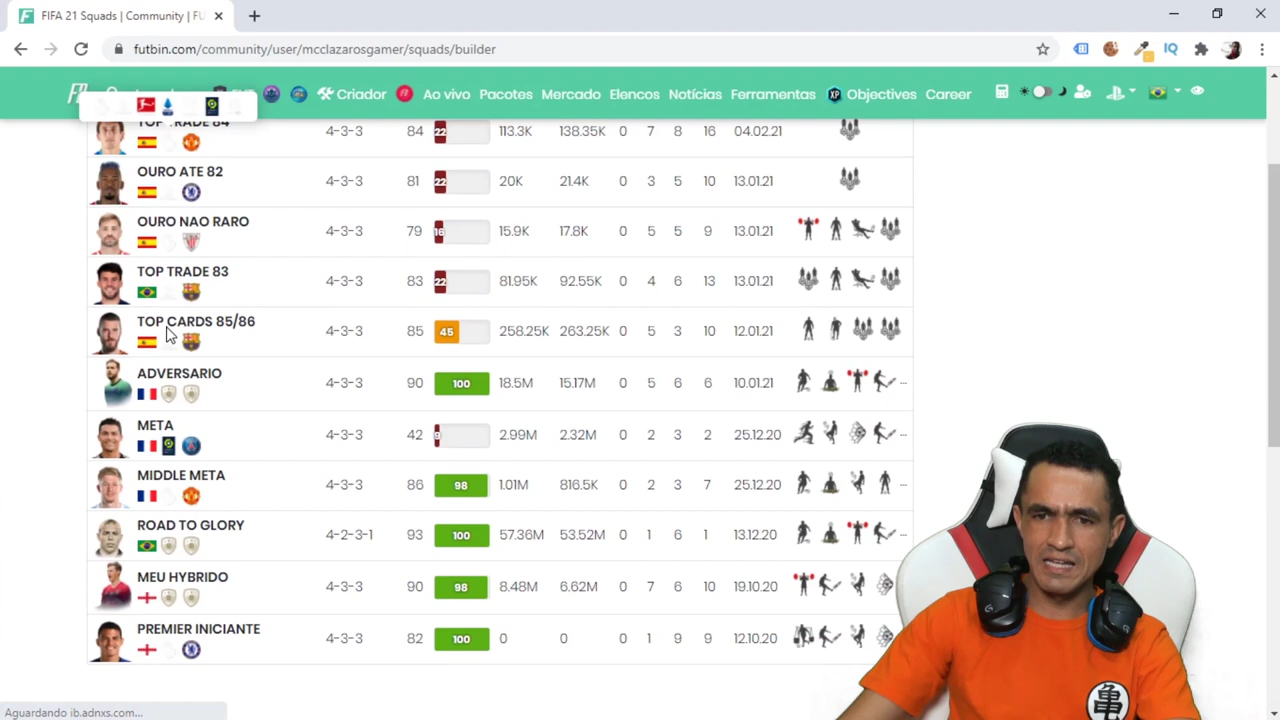 FIFA 21 Squads | Community | FU
futbin.com/community/user/mcclazarosgamer/squads/builder
IQ
Criador Ao vivo Pacotes Mercado Elencos Notícias Ferramentas XP Objectives Career
TOP TRADE 84 84 22 113.3K 138.35K 0 7 8 16 04.02.21
OURO ATE 82 4-3-3 81 22 20K 21.4K 0 3 5 10 13.01.21
OURO NAO RARO 4-3-3 79 16 15.9K 17.8K 0 5 5 9 13.01.21
TOP TRADE 83 4-3-3 83 22 81.95K 92.55K 0 4 6 13 13.01.21
TOP CARDS 85/86 4-3-3 85 45 258.25K 263.25K 0 5 3 10 12.01.21
ADVERSARIO 4-3-3 90 100 18.5M 15.17M 0 5 6 6 10.01.21 ...
META 4-3-3 42 9 2.99M 2.32M 0 2 3 2 25.12.20 ...
MIDDLE META 4-3-3 86 98 1.01M 816.5K 0 2 3 7 25.12.20 ...
ROAD TO GLORY 4-2-3-1 93 100 57.36M 53.52M 0 1 6 1 13.12.20
MEU HYBRIDO 4-3-3 90 98 8.48M 6.62M 0 7 6 10 19.10.20
PREMIER INICIANTE 4-3-3 82 100 0 0 0 1 9 9 12.10.20
Aguardando ib.adnxs.com...
亀